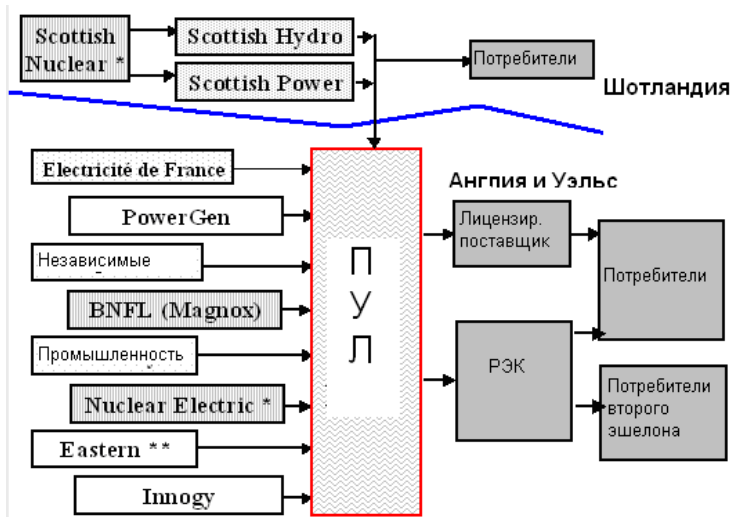 Scottish
Nuclear *
Scottish Hydro
Scottish Power
Потребители
Шотландия
Electricité de France
PowerGen
Независимые
BNFL (Magnox)
Промышленность
Nuclear Electric *
Eastern **
Innogy
ПУЛ
Англия и Уэльс
Лицензир.
поставщик
Потребители
РЭК
Потребители
второго
эшелона